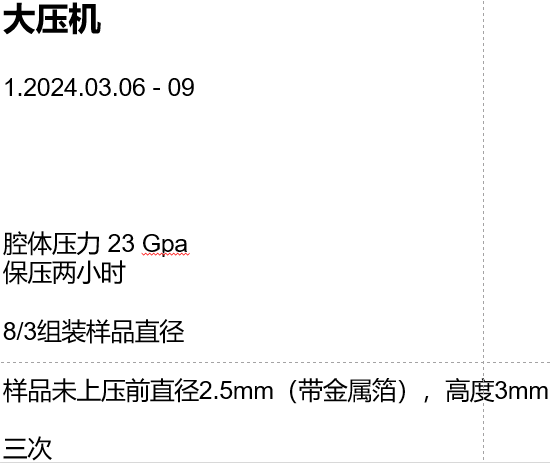 大压机
1.2024.03.06 - 09
腔体压力 23 Gpa
保压两小时
8/3组装样品直径
样品未上压前直径2.5mm（带金属箔），高度3mm
三次